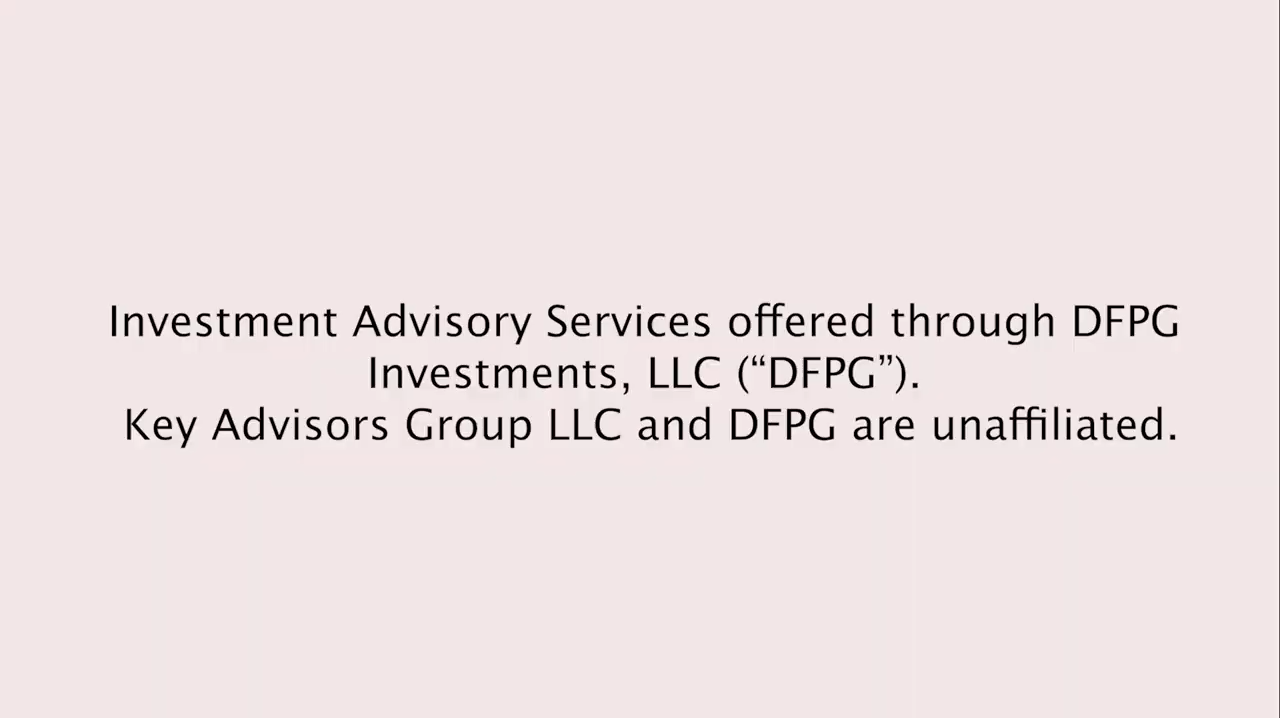 Investment Advisory Services offered through DFPG
Investments, LLC (“DFPG”).
Key Advisors Group LLC and DFPG are unaffiliated.